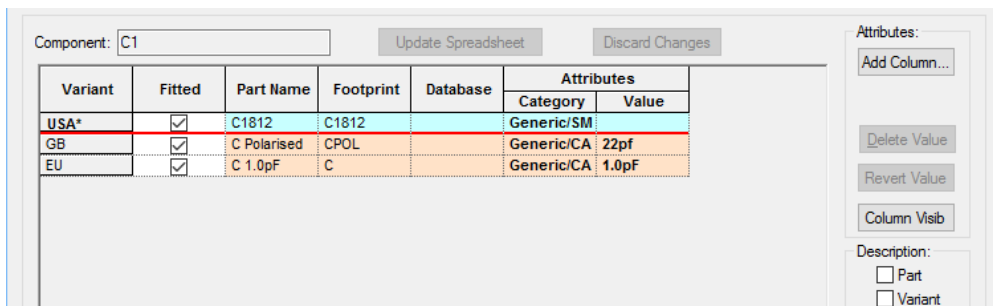 Component: C1 Update Spreadsheet Discard Changes
Attributes:
Add Column...
Variant Fitted Part Name Footprint Database Attributes
Category Value
USA* C1812 C1812 Generic/SM
GB C Polarised CPOL Generic/CA 22pf
EU C 1.0pF C Generic/CA 1.0pF
Delete Value
Revert Value
Column Visib
Description:
Part
Variant